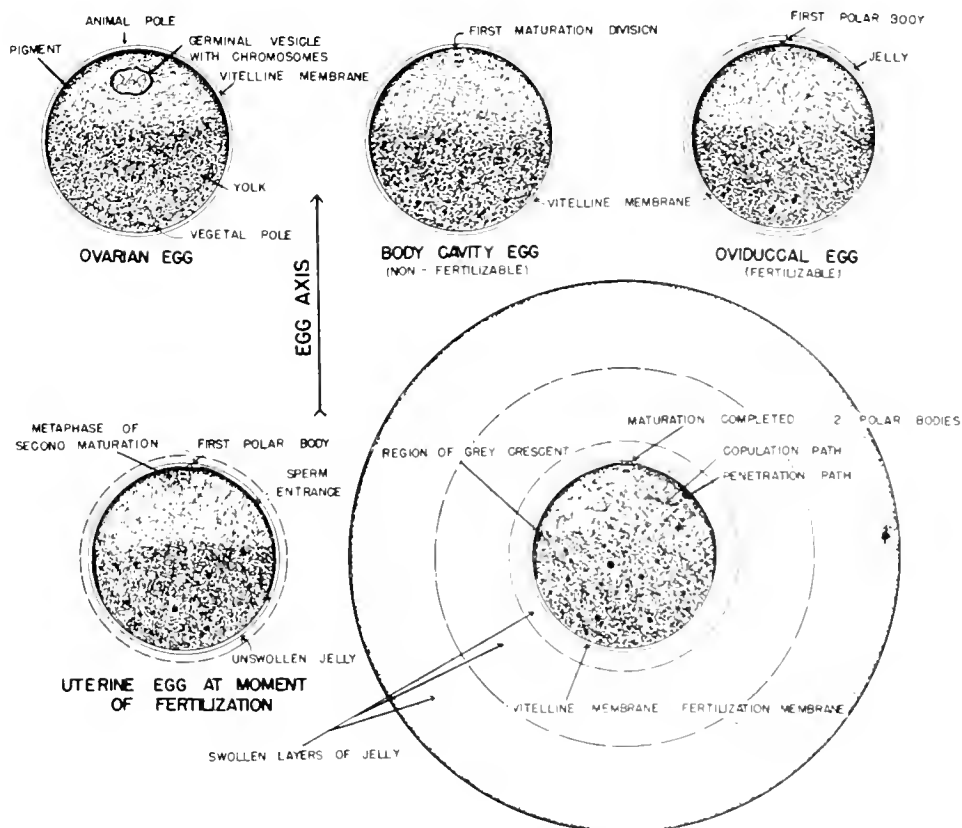 ANIMAL POLE
PIGMENT
GERMINAL VESICLE
WITH CHROMOSOMES
VITELLINE MEMBRANE
YOLK
VEGETAL POLE
OVARIAN EGG
FIRST MATURATION DIVISION
VITELLINE MEMBRANE
BODY CAVITY EGG
(NON - FERTILIZABLE)
FIRST POLAR BODY
JELLY
OVIDUCAL EGG
(FERTILIZABLE)
EGG AXIS
METAPHASE OF
SECOND MATURATION
FIRST POLAR BODY
SPERM
ENTRANCE
UNSWOLLEN JELLY
UTERINE EGG AT MOMENT
OF FERTILIZATION
MATURATION COMPLETED 2 POLAR BODIES
REGION OF GREY CRESCENT
COPULATION PATH
PENETRATION PATH
VITELLINE MEMBRANE FERTILIZATION MEMBRANE
SWOLLEN LAYERS OF JELLY